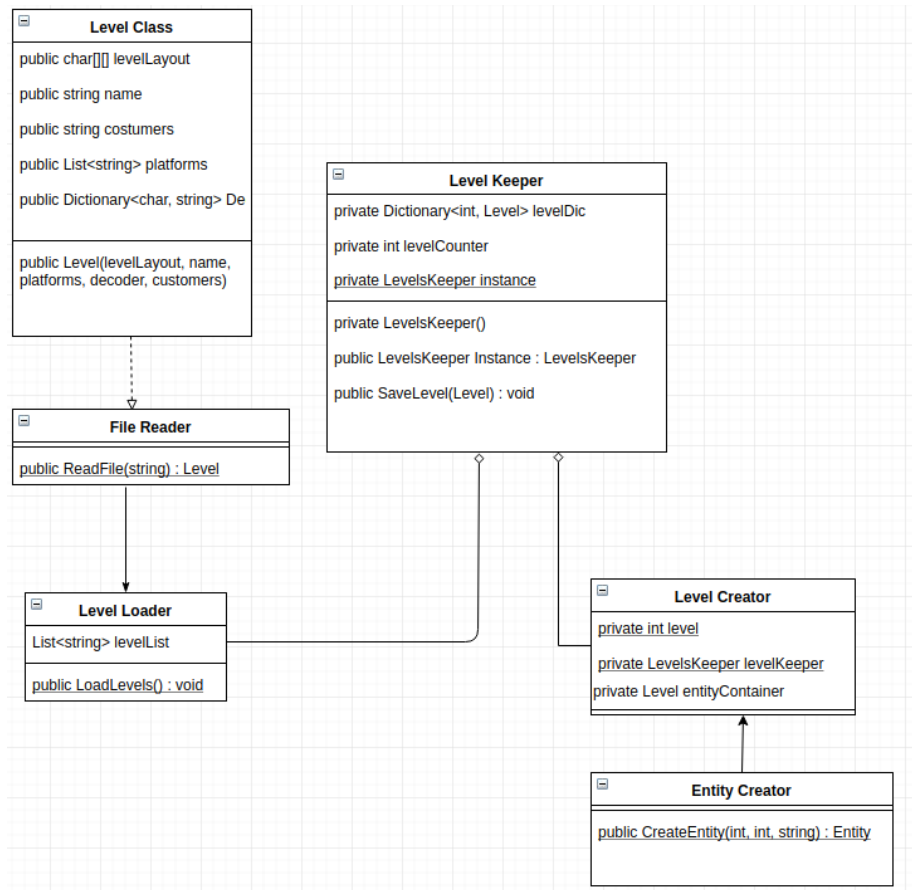 Level Class
public char[][] levelLayout
public string name
public string costumers
public List<string> platforms
public Dictionary<char, string> De
public Level(levelLayout, name,
platforms, decoder, customers)
Level Keeper
private Dictionary<int, Level> levelDic
private int levelCounter
private LevelsKeeper instance
private LevelsKeeper()
public LevelsKeeper Instance : LevelsKeeper
public SaveLevel(Level) : void
File Reader
public ReadFile(string) : Level
Level Loader
List<string> levelList
public LoadLevels() : void
Level Creator
private int level
private LevelsKeeper levelKeeper
private Level entityContainer
Entity Creator
public CreateEntity(int, int, string) : Entity